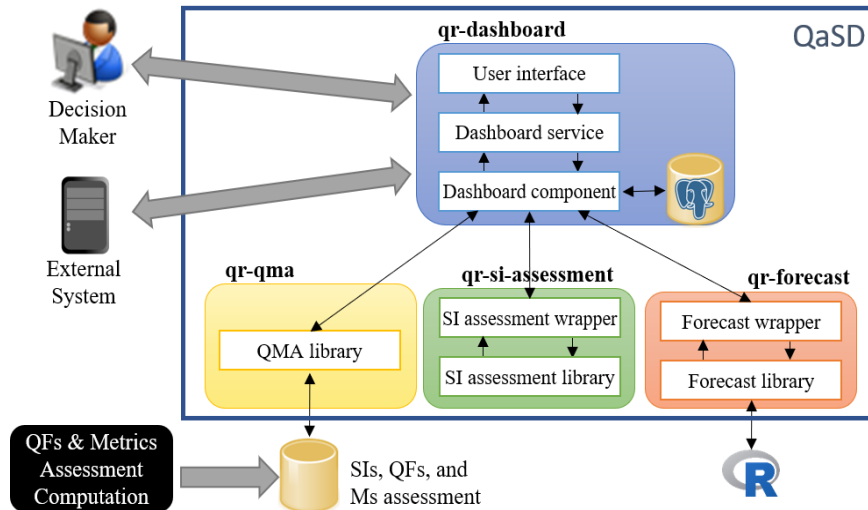 QaSD
qr-dashboard
User interface
Dashboard service
Dashboard component
Decision
Maker
External
System
qr-qma
qr-si-assessment
qr-forecast
QMA library
SI assessment wrapper
SI assessment library
Forecast wrapper
Forecast library
QFs & Metrics
Assessment
Computation
SIs, QFs, and
Ms assessment
R